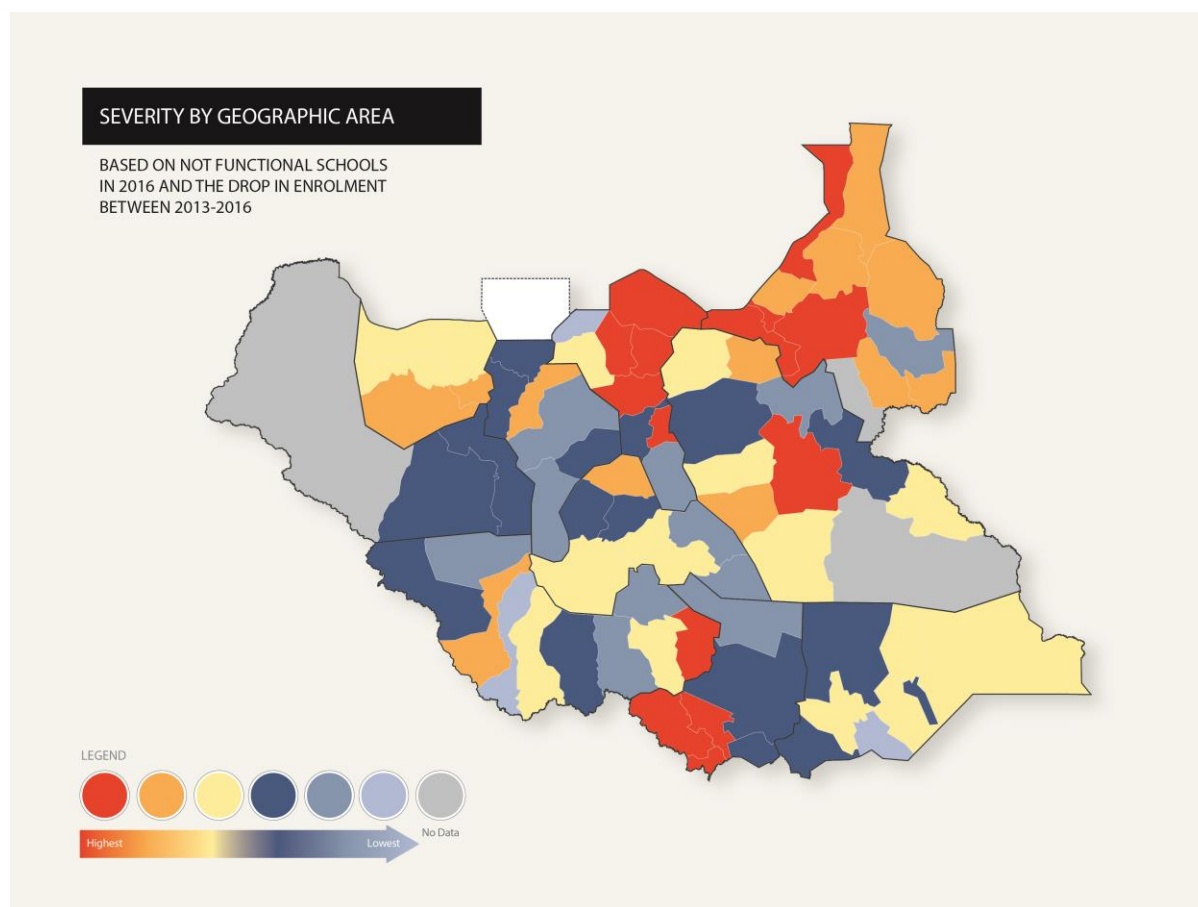 SEVERITY BY GEOGRAPHIC AREA
BASED ON NOT FUNCTIONAL SCHOOLS
IN 2016 AND THE DROP IN ENROLMENT
BETWEEN 2013-2016
LEGEND
No Data
Highest
Lowest